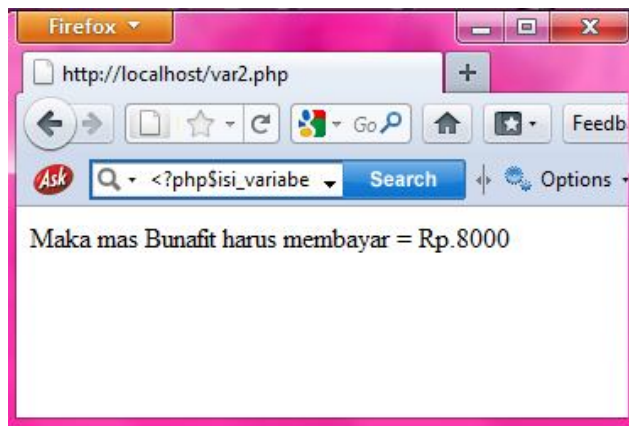 Firefox
http://localhost/var2.php
Go
Feedb
Ask
<?php$isi_variabe
Search
Options
Maka mas Bunafit harus membayar = Rp.8000